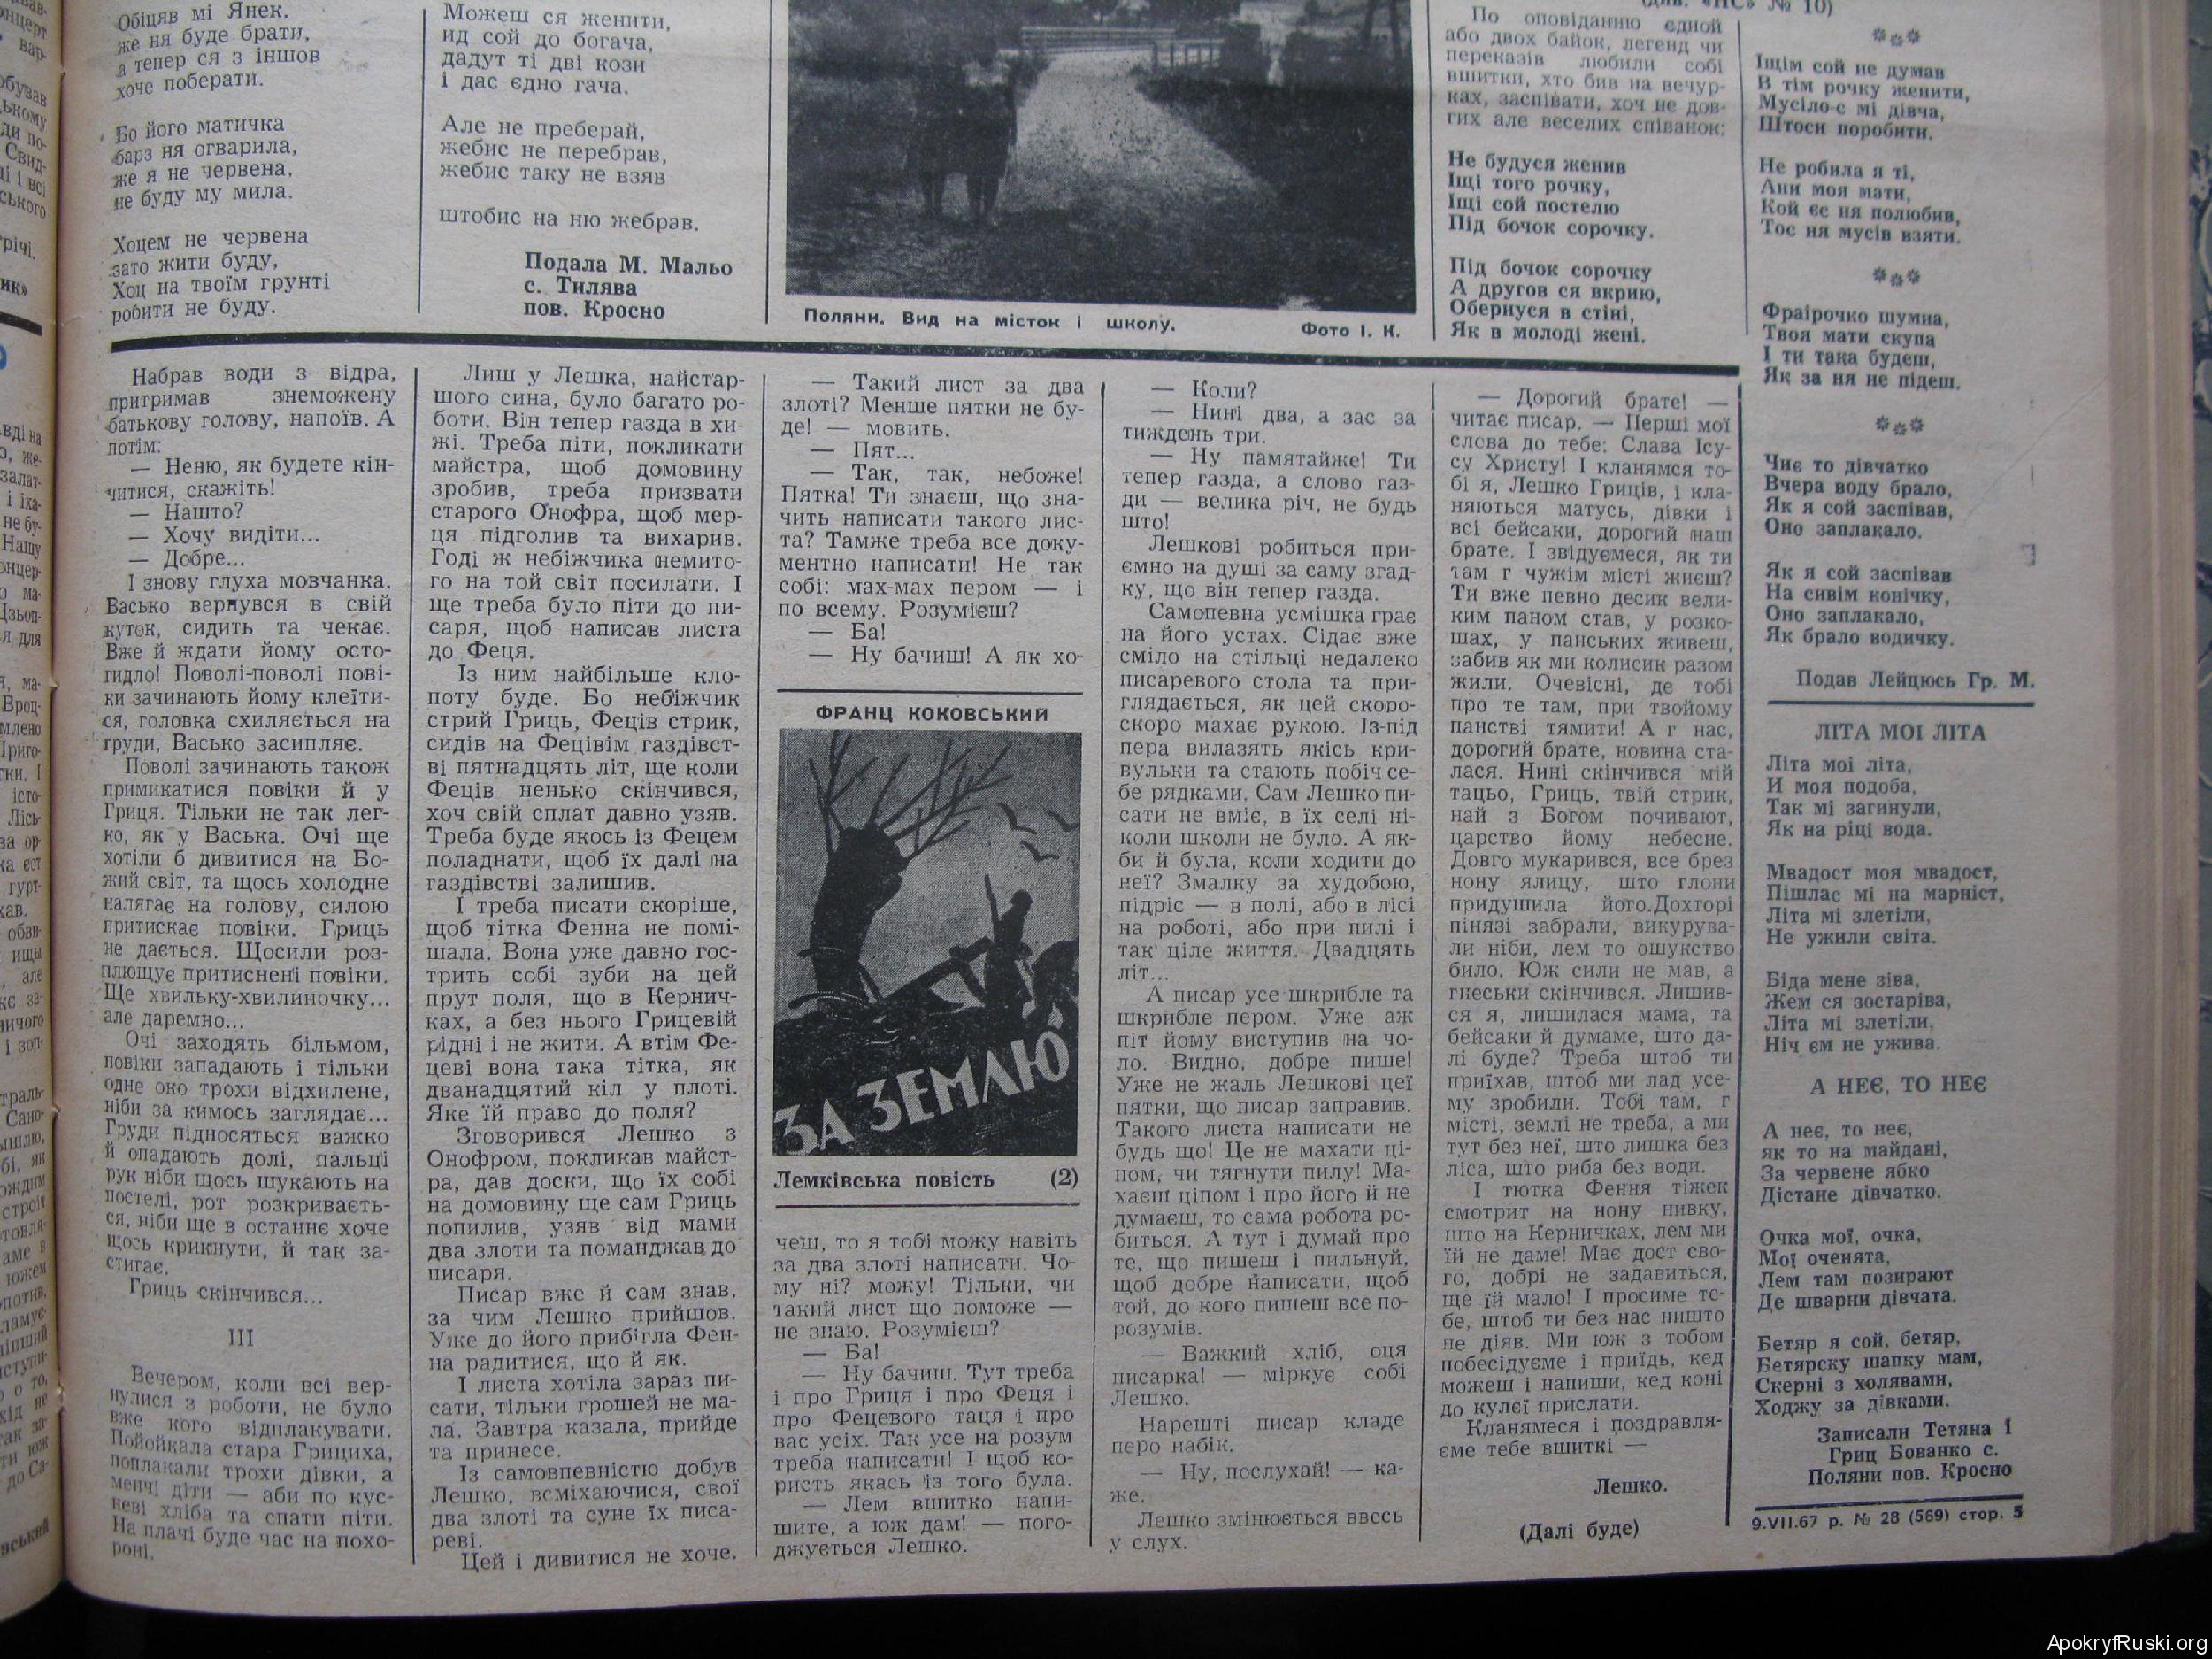 Обіцяв мі Янек.
же ня буде брати,
а тепер ся з іншов
хоче поберати.
Бо його матичка
барз ня огварила,
же я не червена,
не буду му мила.
Хоцем не червена
зато жити буду,
Хоц на твоїм грунті
робити не буду.
Можеш ся женити,
ид сой до богача,
дадут ті дві кози
і дас єдно гача.
Але не преберай,
жебис не перебрав,
жебис таку не взяв
штобис на ню жебрав.
Подала М. Мальо
с. Тилява
пов. Кросно
Поляни. Вид на місток і школу.
Фото І. К.
По оповіданню єдной
або двох байок, легенд чи
переказів любили собі
вшитки, хто бив на вечур-
ках, заспівати, хоч не дов-
гих але веселих співанок:
Не будуся женив
Іщі того рочку,
Іщі сой постелю
Під бочок сорочку.
Під бочок сорочку
А другов ся вкрию,
Обернуся в стіні,
Як в молоді жені.
Іщім сой не думав
В тім рочку женити,
Мусіло-с мі дівча,
Штоси поробити.
Не робила я ті,
Ани моя мати,
Кой єс ня полюбив,
Тос ня мусів взяти.
Фраірочко шумна,
Твоя мати скупа
І ти така будеш,
Як за ня не підеш.
Чиє то дівчатко
Вчера воду брало,
Як я сой заспівав,
Оно заплакало.
Як я сой заспівав
На сивім конічку,
Оно заплакало,
Як брало водичку.
Подав Лейцюсь Гр. М.
ЛІТА МОІ ЛІТА
Літа моі літа,
И моя подоба,
Так мі загинули,
Як на ріці вода.
Мвадост моя мвадост,
Пішлас мі на марніст,
Літа мі злетіли,
Не ужили світа.
Біда мене зіва,
Жем ся зостаріва,
Літа мі злетіли,
Ніч єм не ужива.
А НЕЄ, ТО НЕЄ
А неє, то неє,
як то на майдані,
За червене ябко
Дістане дівчатко.
Очка мої, очка,
Мої оченята,
Лем там позирают
Де шварни дівчата.
Бетяр я сой, бетяр,
Бетярску шапку мам,
Скерні з холявами,
Ходжу за дівками.
Записали Тетяна І
Гриц Бованко с.
Поляни пов. Кросно
9.VII.67 р. № 28 (569) стор. 5
Набрав води з відра,
притримав знеможену
батькову голову, напоїв. А
потім:
— Неню, як будете кін-
читися, скажіть!
— Нашто?
— Хочу видіти...
— Добре...
І знову глуха мовчанка.
Васько вернувся в свій
куток, сидить та чекає.
Вже й ждати йому осто-
гидло! Поволі-поволі пові-
ки зачинають йому клеїти-
ся, головка схиляється на
груди, Васько засипляє.
Поволі зачинають також
примикатися повіки й у
Гриця. Тільки не так лег-
ко, як у Васька. Очі ще
хотіли б дивитися на Бо-
жий світ, та щось холодне
налягає на голову, силою
притискає повіки. Гриць
не дається. Щосили роз-
плющує притиснені повіки.
Ще хвильку-хвилиночку...
але даремно...
Очі заходять більмом,
повіки западають і тільки
одне око трохи відхилене,
ніби за кимось заглядає...
Груди підносяться важко
й опадають долі, пальці
рук ніби щось шукають на
постелі, рот розкриваєть-
ся, ніби ще в останнє хоче
щось крикнути, й так за-
стигає.
Гриць скінчився...
III
Вечером, коли всі вер-
нулися з роботи, не було
вже кого відплакувати.
Пойойкала стара Грициха,
поплакали трохи дівки, а
менчі діти — аби по кус-
неві хліба та спати піти.
На плачі буде час на похо-
роні.
Лиш у Лешка, найстар-
шого сина, було багато ро-
боти. Він тепер газда в хи-
жі. Треба піти, покликати
майстра, щоб домовину
зробив, треба призвати
старого Онофра, щоб мер-
ця підголив та вихарив.
Годі ж небіжчика немито-
го на той світ посилати. І
ще треба було піти до пи-
саря, щоб написав листа
до Феця.
Із ним найбільше кло-
поту буде. Бо небіжчик
стрий Гриць, Феців стрик,
сидів на Фецівім газдівст-
ві пятнадцять літ, ще коли
Феців ненько скінчився,
хоч свій сплат давно узяв.
Треба буде якось із Фецем
поладнати, щоб їх далі на
газдівстві залишив.
І треба писати скоріше,
щоб тітка Фенна не помі-
шала. Вона уже давно гос-
трить собі зуби на цей
прут поля, що в Кернич-
ках, а без нього Грицевій
рідні і не жити. А втім Фе-
цеві вона така тітка, як
дванадцятий кіл у плоті.
Яке їй право до поля?
Зговорився Лешко з
Онофром, покликав майст-
ра, дав доски, що їх собі
на домовину ще сам Гриць
попилив, узяв від мами
два злоти та поманджав до
писаря.
Писар вже й сам знав,
за чим Лешко прийшов.
Уже до його прибігла Фен-
на радитися, що й як.
І листа хотіла зараз пи-
сати, тільки грошей не ма-
ла. Завтра казала, прийде
та принесе.
Із самовпевністю добув
Лешко, всміхаючися, свої
два злоті та суне їх писа-
реві.
Цей і дивитися не хоче.
— Такий лист за два
злоті? Менше пятки не бу-
де! — мовить.
— Пят...
— Так, так, небоже!
Пятка! Ти знаєш, що зна-
чить написати такого лис-
та? Тамже треба все доку-
ментно написати! Не так
собі: мах-мах пером — і
по всему. Розумієш?
— Ба!
— Ну бачиш! А як хо-
ФРАНЦ КОКОВСЬКИЙ
ЗА ЗЕМЛЮ
Лемківська повість (2)
чеш, то я тобі можу навіть
за два злоті написати. Чо-
му ні? можу! Тільки, чи
такий лист що поможе —
не знаю. Розумієш?
— Ба!
— Ну бачиш. Тут треба
і про Гриця і про Феця і
про Фецевого таця і про
вас усіх. Так усе на розум
треба написати! І щоб ко-
ристь якась із того була.
— Лем вшитко напи-
шите, а юж дам! — пого-
джується Лешко.
— Коли?
— Нині два, а зас за
тиждень три.
— Ну памятайже! Ти
тепер газда, а слово газ-
ди — велика річ, не будь
што!
Лешкові робиться при-
ємно на душі за саму згад-
ку, що він тепер газда.
Самопевна усмішка грає
на його устах. Сідає вже
сміло на стільці недалеко
писаревого стола та при-
глядається, як цей скоро-
скоро махає рукою. Із-під
пера вилазять якісь кри-
вульки та стають побіч се-
бе рядками. Сам Лешко пи-
сати не вміє, в їх селі ні-
коли школи не було. А як-
би й була, коли ходити до
неї? Змалку за худобою,
підріс — в полі, або в лісі
на роботі, або при пилі і
так ціле життя. Двадцять
літ...
А писар усе шкрибле та
шкрибле пером. Уже аж
піт йому виступив на чо-
ло. Видно, добре пише!
Уже не жаль Лешкові цеї
пятки, що писар заправив.
Такого листа написати не
будь що! Це не махати ці-
пом, чи тягнути пилу! Ма-
хаєш ціпом і про його й не
думаєш, то сама робота ро-
биться. А тут і думай про
те, що пишеш і пильнуй,
щоб добре написати, щоб
той, до кого пишеш все по-
розумів.
— Важкий хліб, оця
писарка! — міркує собі
Лешко.
Нарешті писар кладе
перо набік.
— Ну, послухай! — ка-
же.
Лешко змінюється ввесь
у слух.
— Дорогий брате! —
читає писар. — Перші мої
слова до тебе: Слава Ісу-
су Христу! І кланямся то-
бі я, Лешко Гриців, і кла-
няються матусь, дівки і
всі бейсаки, дорогий наш
брате. І звідуємеся, як ти
там г чужім місті жиєш?
Ти вже певно десик вели-
ким паном став, у розко-
шах, у панських живеш,
забив як ми колисик разом
жили. Очевісні, де тобі
про те там, при твойому
панстві тямити! А г нас,
дорогий брате, новина ста-
лася. Нині скінчився мій
тацьо, Гриць, твій стрик,
най з Богом почивают,
царство йому небесне.
Довго мукарився, все брез
нону ялицу, што глони
придушила його.Дохторі
пінязі забрали, викурува-
ли ніби, лем то ошукство
било. Юж сили не мав, а
гнеськи скінчився. Лишив-
ся я, лишилася мама, та
бейсаки й думаме, што да-
лі буде? Треба штоб ти
приїхав, штоб ми лад усе-
му зробили. Тобі там, г
місті, землі не треба, а ми
тут без неї, што лишка без
ліса, што риба без води.
І тютка Фення тіжек
смотрит на нону нивку,
што на Керничках, лем ми
їй не даме! Має дост сво-
го, добрі не задавиться,
ще їй мало! І просиме те-
бе, штоб ти без нас ништо
не діяв. Ми юж з тобом
побесідуєме і приїдь, кед
можеш і напиши, кед коні
до кулеї прислати.
Кланямеся і поздравля-
єме тебе вшиткі —
Лешко.
(Далі буде)
ApokryfRuski.org